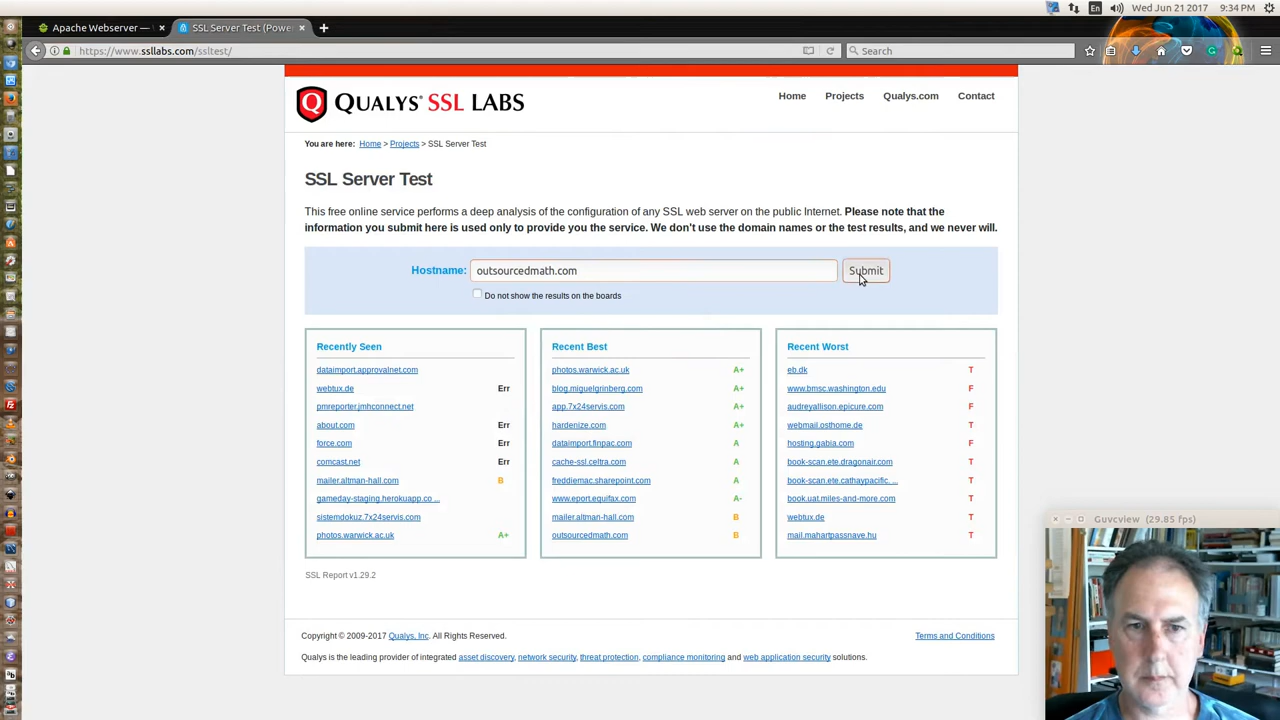 En
Wed Jun 21 2017
9:34 PM
Apache Webserver —
SSL Server Test (Power
https://www.ssllabs.com/ssltest/
Search
QUALYS® SSL LABS
Home
Projects
Qualys.com
Contact
You are here: Home > Projects > SSL Server Test
SSL Server Test
This free online service performs a deep analysis of the configuration of any SSL web server on the public Internet. Please note that the
information you submit here is used only to provide you the service. We don't use the domain names or the test results, and we never will.
Hostname: outsourcedmath.com Submit
Do not show the results on the boards
Recently Seen
dataimport.approvalnet.com
webtux.de Err
pmreporter.jmhconnect.net
about.com Err
force.com Err
comcast.net Err
mailer.altman-hall.com B
gameday-staging.herokuapp.co ...
sistemdokuz.7x24servis.com
photos.warwick.ac.uk A+
Recent Best
photos.warwick.ac.uk A+
blog.miguelgrinberg.com A+
app.7x24servis.com A+
hardenize.com A+
dataimport.finpac.com A
cache-ssl.celtra.com A
freddiemac.sharepoint.com A
www.eport.equifax.com A-
mailer.altman-hall.com B
outsourcedmath.com B
Recent Worst
eb.dk T
www.bmsc.washington.edu F
audreyallison.epicure.com F
webmail.osthome.de T
hosting.gabia.com F
book-scan.ete.dragonair.com T
book-scan.ete.cathaypacific. ... T
book.uat.miles-and-more.com T
webtux.de T
mail.mahartpassnave.hu T
SSL Report v1.29.2
Copyright © 2009-2017 Qualys, Inc. All Rights Reserved.
Terms and Conditions
Qualys is the leading provider of integrated asset discovery, network security, threat protection, compliance monitoring and web application security solutions.
Guvcview (29.85 fps)